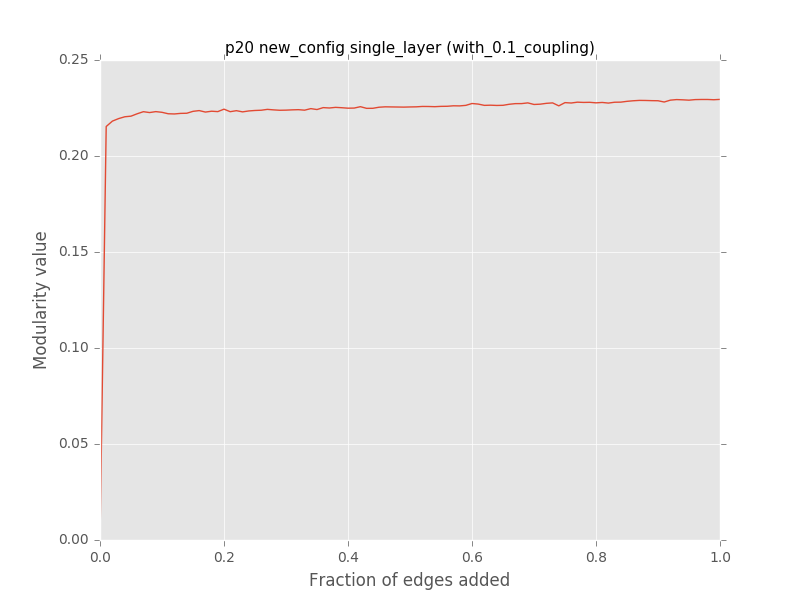 p20 new_config single_layer (with_0.1_coupling)
0.25
0.20
0.15
0.10
0.05
0.00
Modularity value
0.0 0.2 0.4 0.6 0.8 1.0
Fraction of edges added